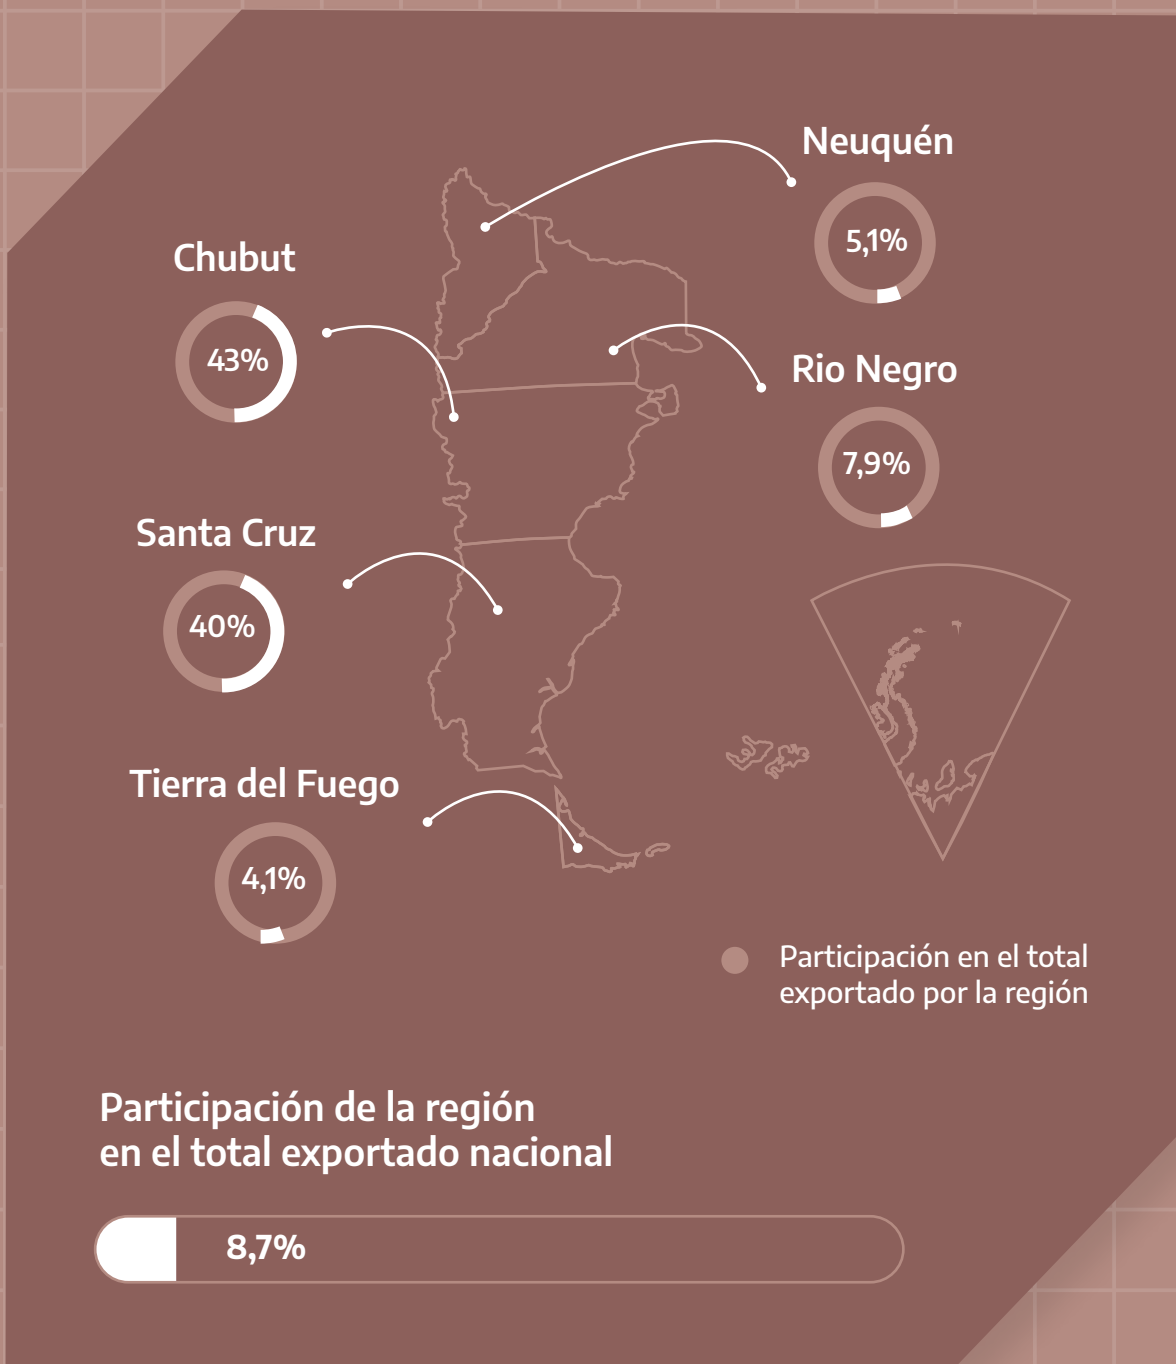 Neuquén
5,1%
Chubut
43%
Rio Negro
7,9%
Santa Cruz
40%
Tierra del Fuego
4,1%
Participación en el total
exportado por la región
Participación de la región
en el total exportado nacional
8,7%